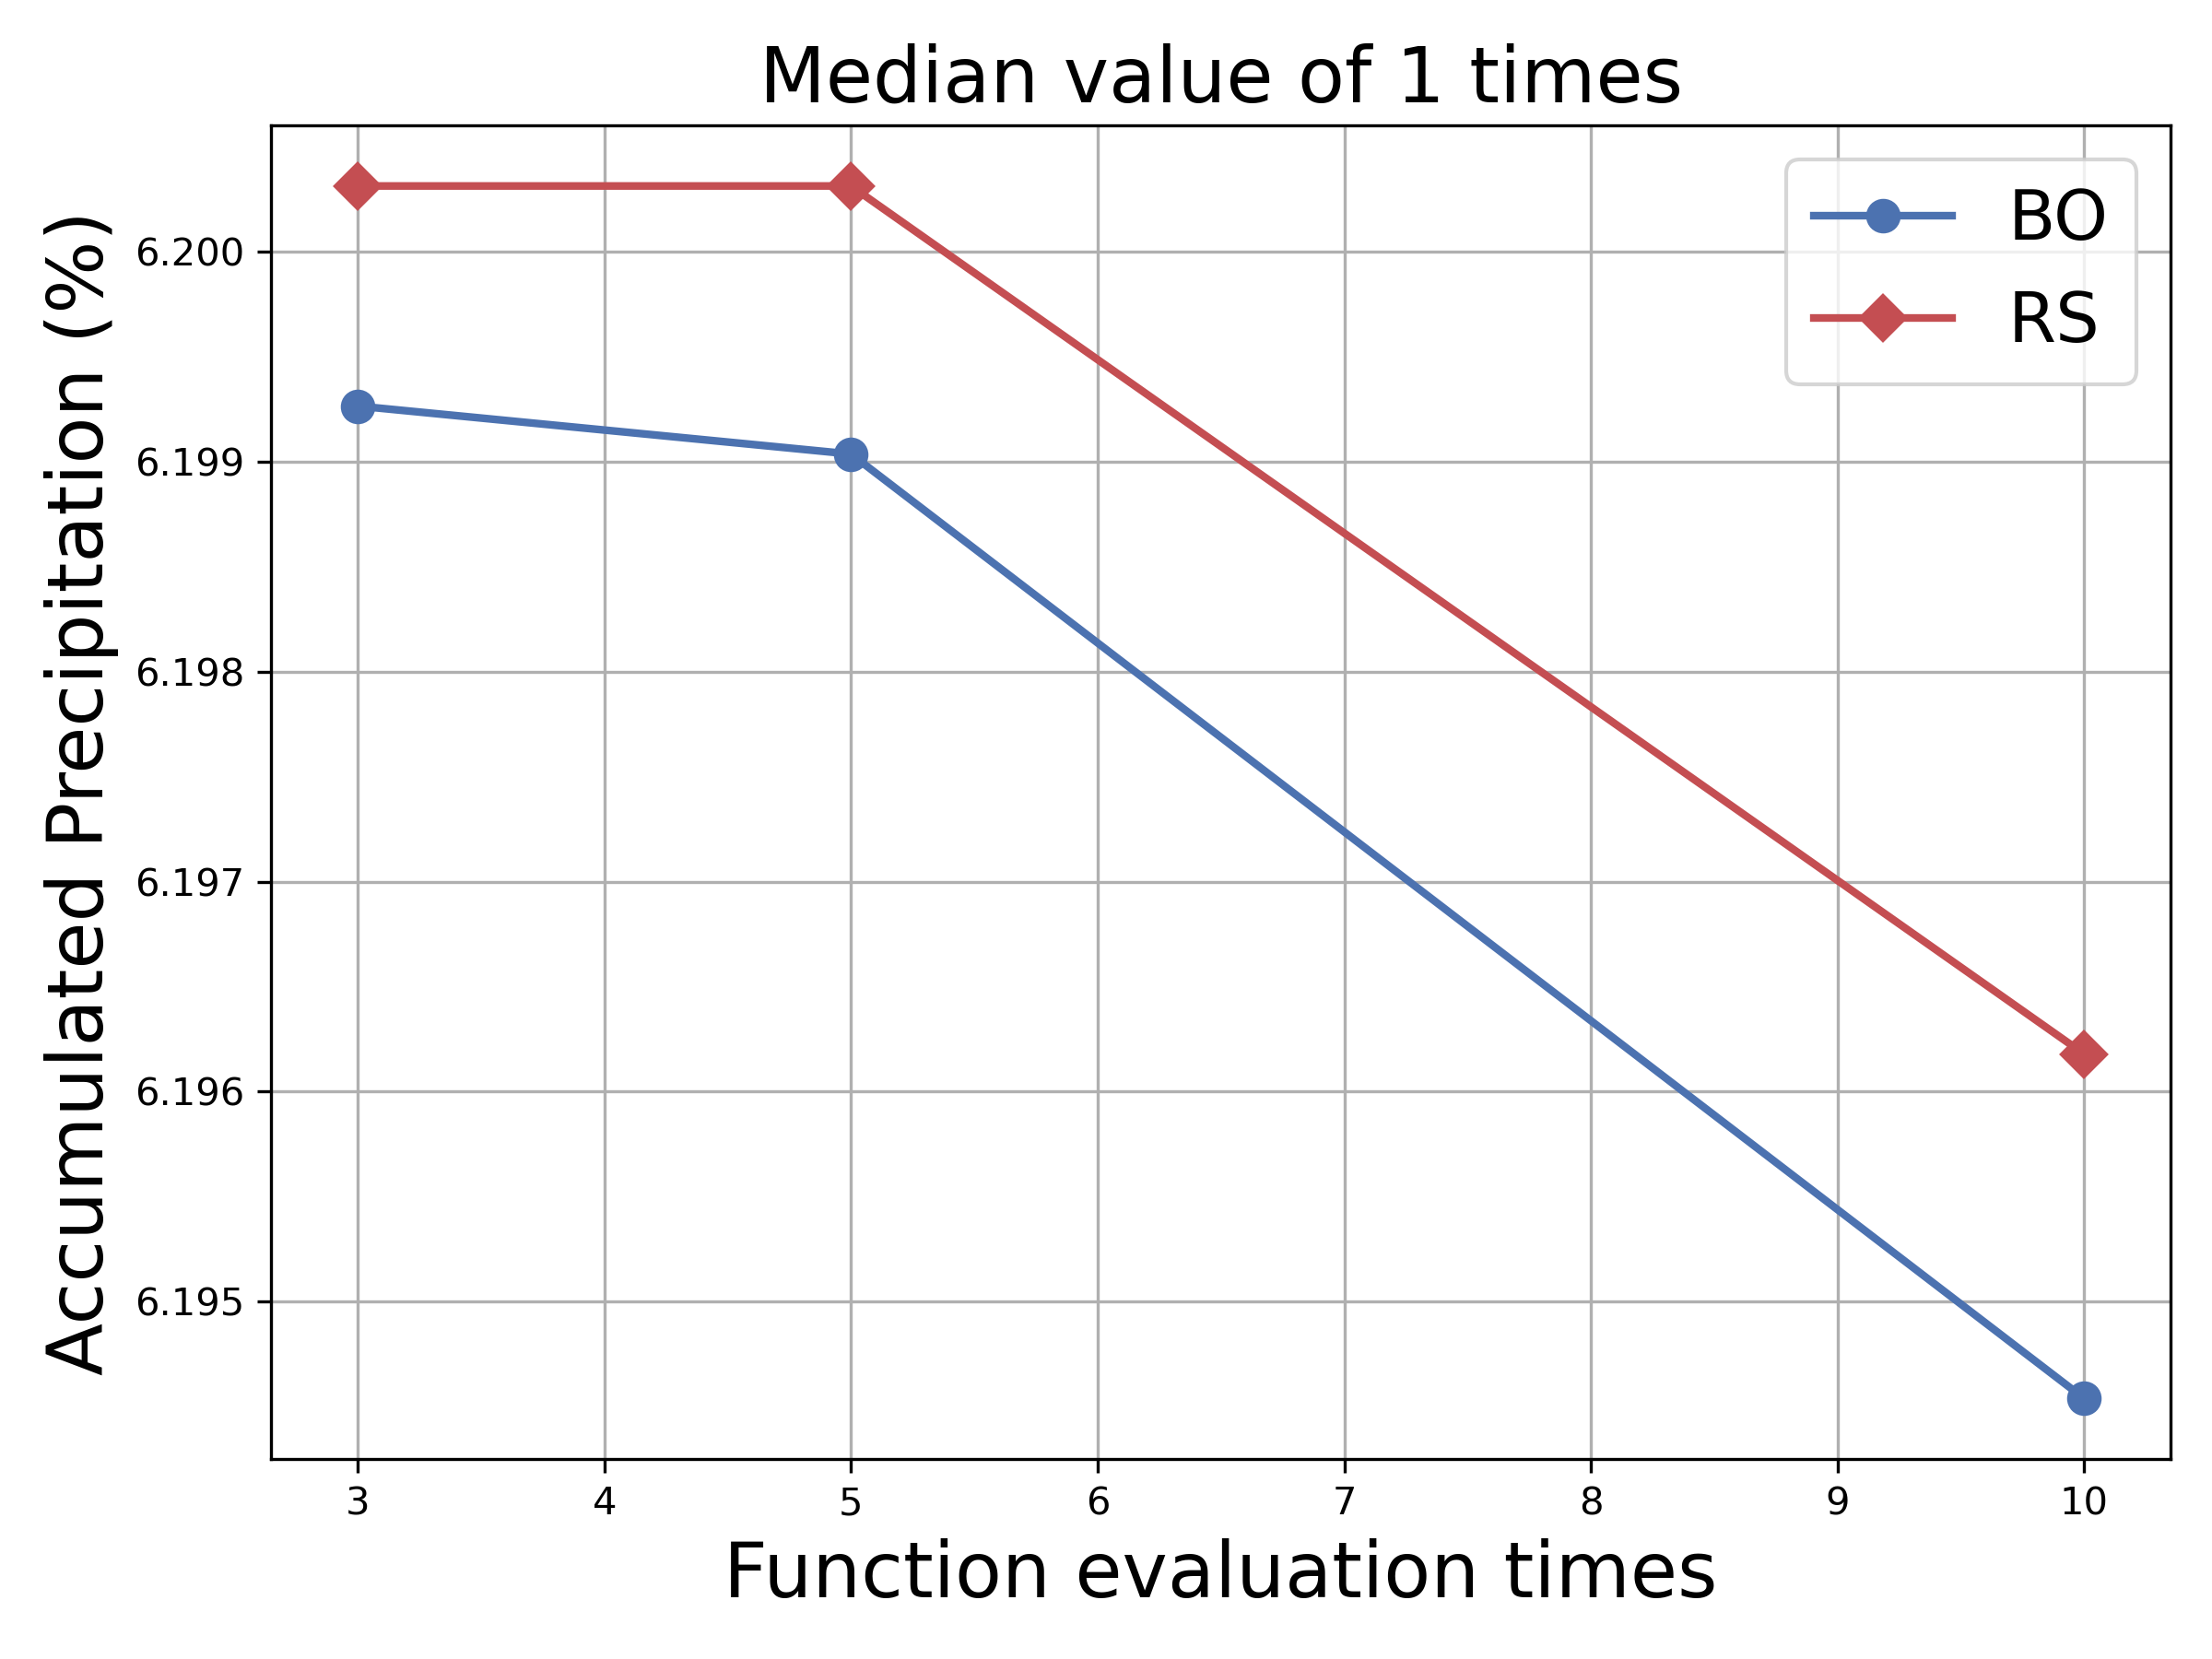 Median value of 1 times
BO
RS
Accumulated Precipitation (%)
6.200
6.199
6.198
6.197
6.196
6.195
3 4 5 6 7 8 9 10
Function evaluation times